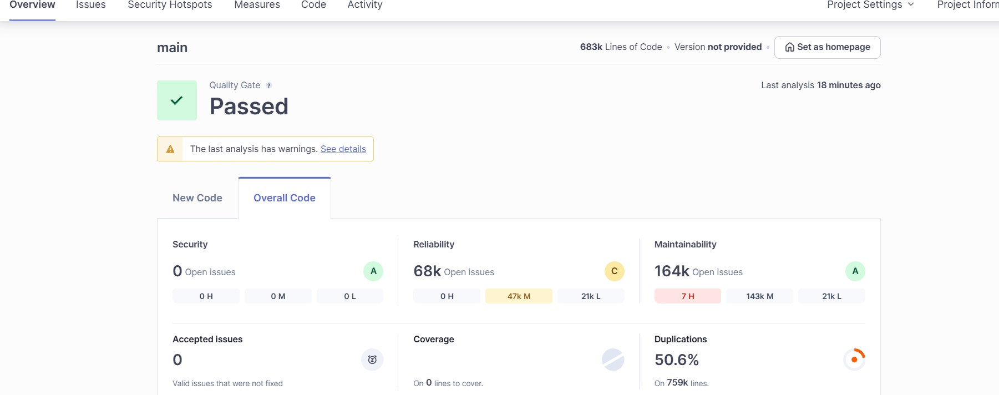 Overview Issues Security Hotspots Measures Code Activity Project Settings Project Inform
main 683k Lines of Code • Version not provided • Set as homepage
Quality Gate ? Last analysis 18 minutes ago
Passed
The last analysis has warnings. See details
New Code Overall Code
Security Reliability Maintainability
0 Open issues A 68k Open issues C 164k Open issues A
0 H 0 M 0 L 0 H 47k M 21k L 7 H 143k M 21k L
Accepted issues Coverage Duplications
0 50.6%
Valid issues that were not fixed On 0 lines to cover. On 759k lines.